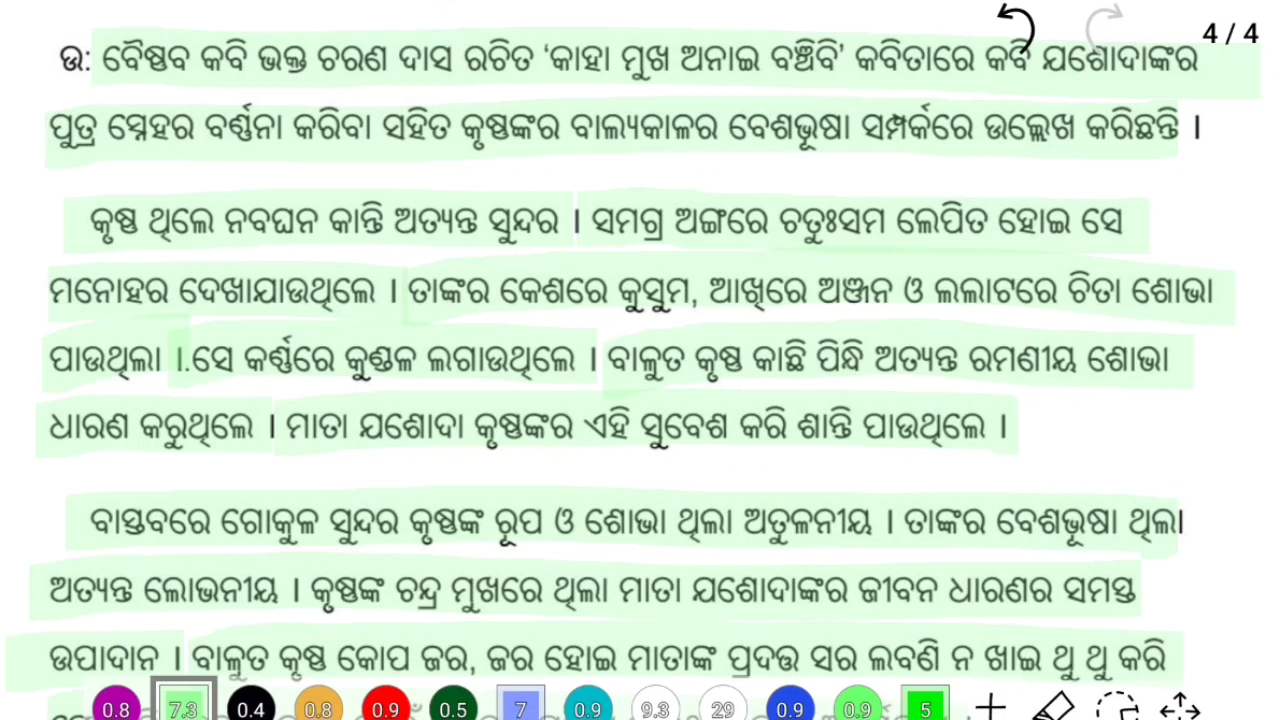 4 / 4
ଉ: ବୈଷ୍ଣବ କବି ଭକ୍ତ ଚରଣ ଦାସ ରଚିତ ‘କାହା ମୁଖ ଅନାଇ ବଞ୍ଚିବି’ କବିତାରେ କବି ଯଶୋଦାଙ୍କର
ପୁତ୍ର ସ୍ନେହର ବର୍ଣ୍ଣନା କରିବା ସହିତ କୃଷ୍ଣଙ୍କର ବାଲ୍ୟକାଳର ବେଶଭୂଷା ସମ୍ପର୍କରେ ଉଲ୍ଲେଖ କରିଛନ୍ତି ।
କୃଷ୍ଣ ଥିଲେ ନବଘନ କାନ୍ତି ଅତ୍ୟନ୍ତ ସୁନ୍ଦର । ସମଗ୍ର ଅଙ୍ଗରେ ଚତୁଃସମ ଲେପିତ ହୋଇ ସେ
ମନୋହର ଦେଖାଯାଉଥିଲେ । ତାଙ୍କର କେଶରେ କୁସୁମ, ଆଖିରେ ଅଞ୍ଜନ ଓ ଲଲାଟରେ ଚିତା ଶୋଭା
ପାଉଥିଲା ।.ସେ କର୍ଣ୍ଣରେ କୁଣ୍ଡଳ ଲଗାଉଥିଲେ । ବାଳୁତ କୃଷ୍ଣ କାଛି ପିନ୍ଧି ଅତ୍ୟନ୍ତ ରମଣୀୟ ଶୋଭା
ଧାରଣ କରୁଥିଲେ । ମାତା ଯଶୋଦା କୃଷ୍ଣଙ୍କର ଏହି ସୁବେଶ କରି ଶାନ୍ତି ପାଉଥିଲେ ।
ବାସ୍ତବରେ ଗୋକୁଳ ସୁନ୍ଦର କୃଷ୍ଣଙ୍କ ରୂପ ଓ ଶୋଭା ଥିଲା ଅତୁଳନୀୟ । ତାଙ୍କର ବେଶଭୂଷା ଥିଲା
ଅତ୍ୟନ୍ତ ଲୋଭନୀୟ । କୃଷ୍ଣଙ୍କ ଚନ୍ଦ୍ର ମୁଖରେ ଥିଲା ମାତା ଯଶୋଦାଙ୍କର ଜୀବନ ଧାରଣର ସମସ୍ତ
ଉପାଦାନ । ବାଳୁତ କୃଷ୍ଣ କୋପ ଜର, ଜର ହୋଇ ମାତାଙ୍କ ପ୍ରଦତ୍ତ ସର ଲବଣି ନ ଖାଇ ଥୁ ଥୁ କରି
0.8 7.3 0.4 0.8 0.9 0.5 7 0.9 9.3 29 0.9 0.9 5